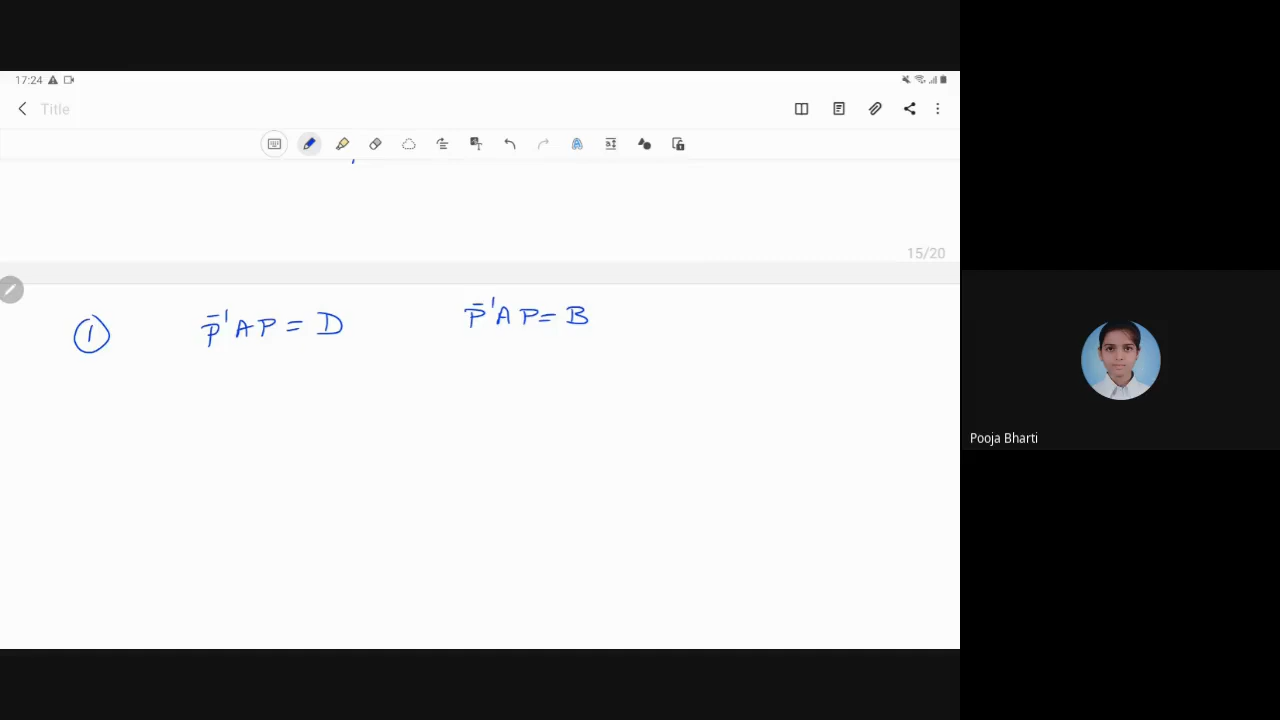 17:24
Title
15/20
① P⁻¹AP = D P⁻¹AP = B
Pooja Bharti